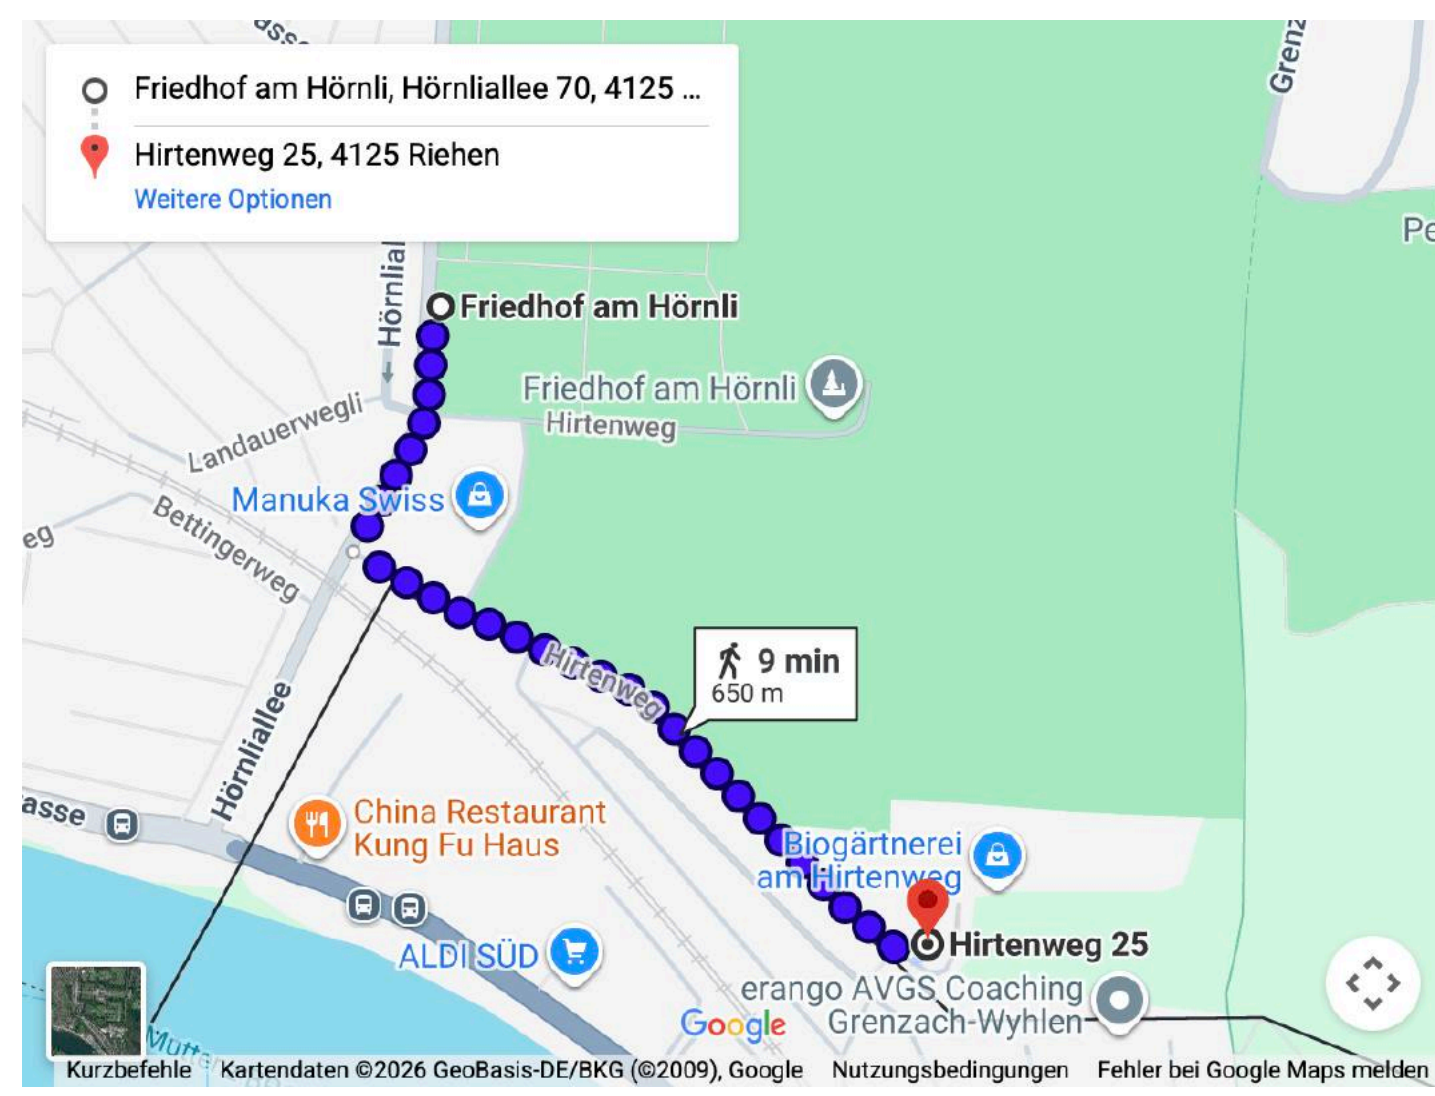 Friedhof am Hörnli, Hörnliallee 70, 4125 ...
Hirtenweg 25, 4125 Riehen
Weitere Optionen
Grenz
Pe
Hörnlial
Friedhof am Hörnli
Friedhof am Hörnli
Hirtenweg
Landauerwegli
Manuka Swiss
Bettingerweg
eg
Hirtenweg
9 min
650 m
Hörnliallee
asse
China Restaurant
Kung Fu Haus
Biogärtnerei
am Hirtenweg
Hirtenweg 25
ALDI SÜD
erango AVGS Coaching
Grenzach-Wyhlen
Google
Kurzbefehle
Kartendaten ©2026 GeoBasis-DE/BKG (©2009), Google
Nutzungsbedingungen
Fehler bei Google Maps melden